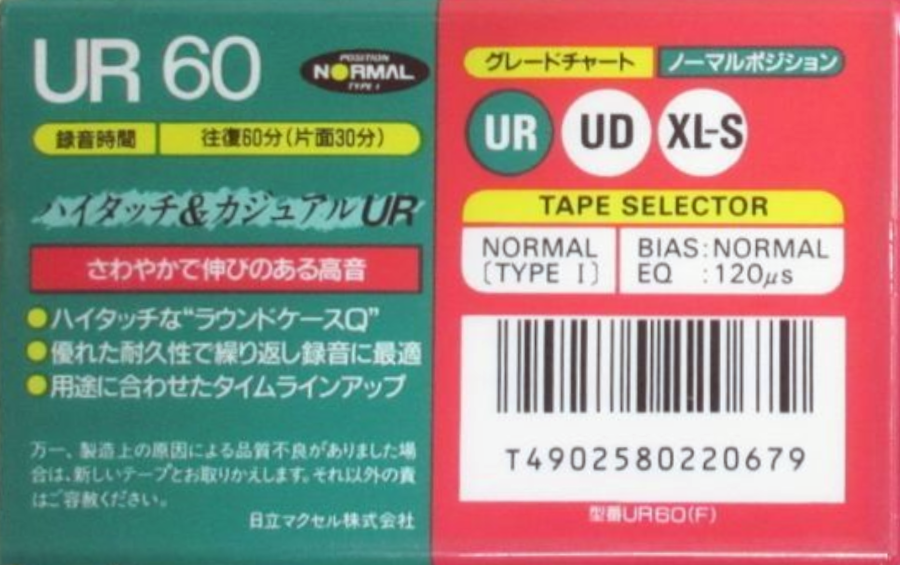 UR 60
POSITION
NORMAL
TYPE I
録音時間 往復60分(片面30分)
ハイタッチ&カジュアルUR
さわやかで伸びのある高音
●ハイタッチな“ラウンドケースQ”
●優れた耐久性で繰り返し録音に最適
●用途に合わせたタイムラインアップ
万一、製造上の原因による品質不良がありました場
合は、新しいテープとお取りかえします。それ以外の責
はご容赦ください。
日立マクセル株式会社
グレードチャート ノーマルポジション
UR UD XL-S
TAPE SELECTOR
NORMAL BIAS:NORMAL
〔TYPE I〕 EQ :120μs
T4902580220679
型番UR60(F)